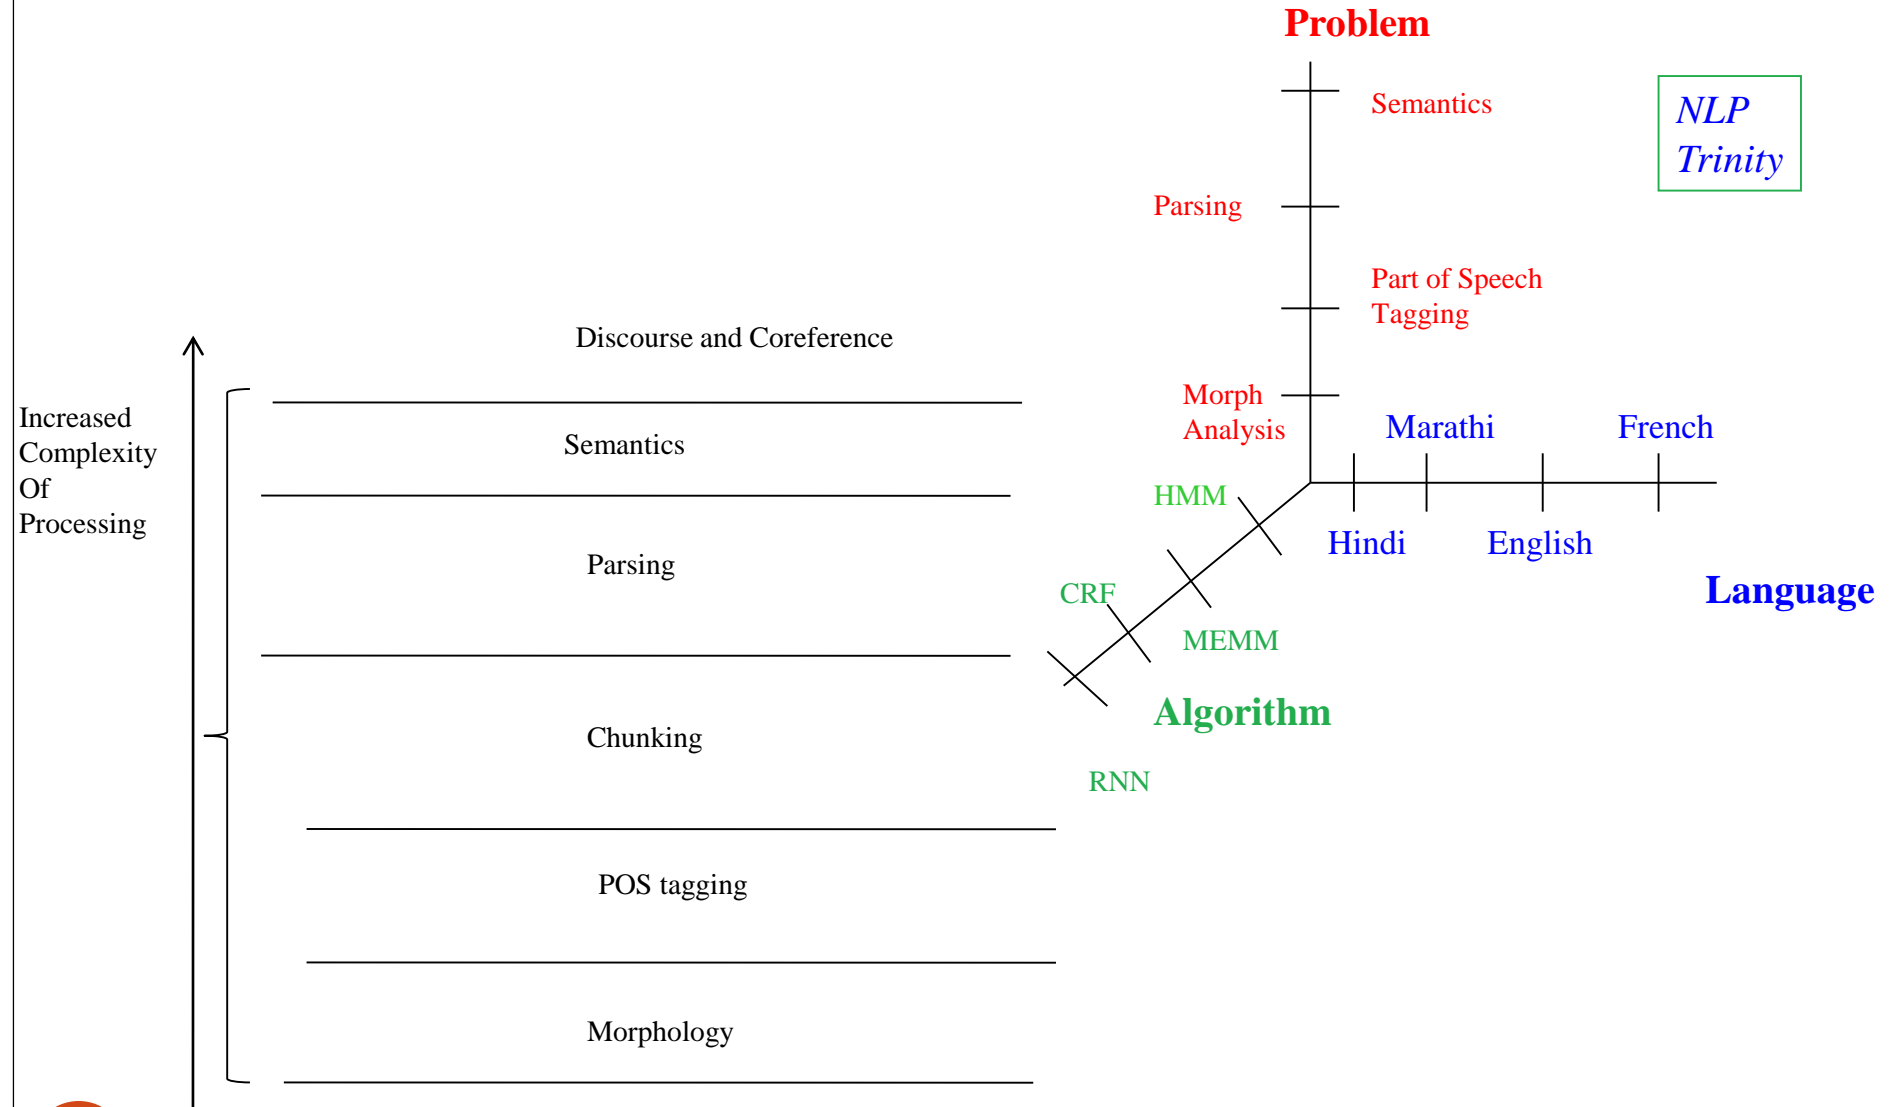 Problem
Semantics
NLP
Trinity
Parsing
Part of Speech
Tagging
Discourse and Coreference
Morph
Analysis
Increased
Complexity
Of
Processing
Marathi
French
Semantics
HMM
Hindi
English
Parsing
CRF
Language
MEMM
Algorithm
Chunking
RNN
POS tagging
Morphology